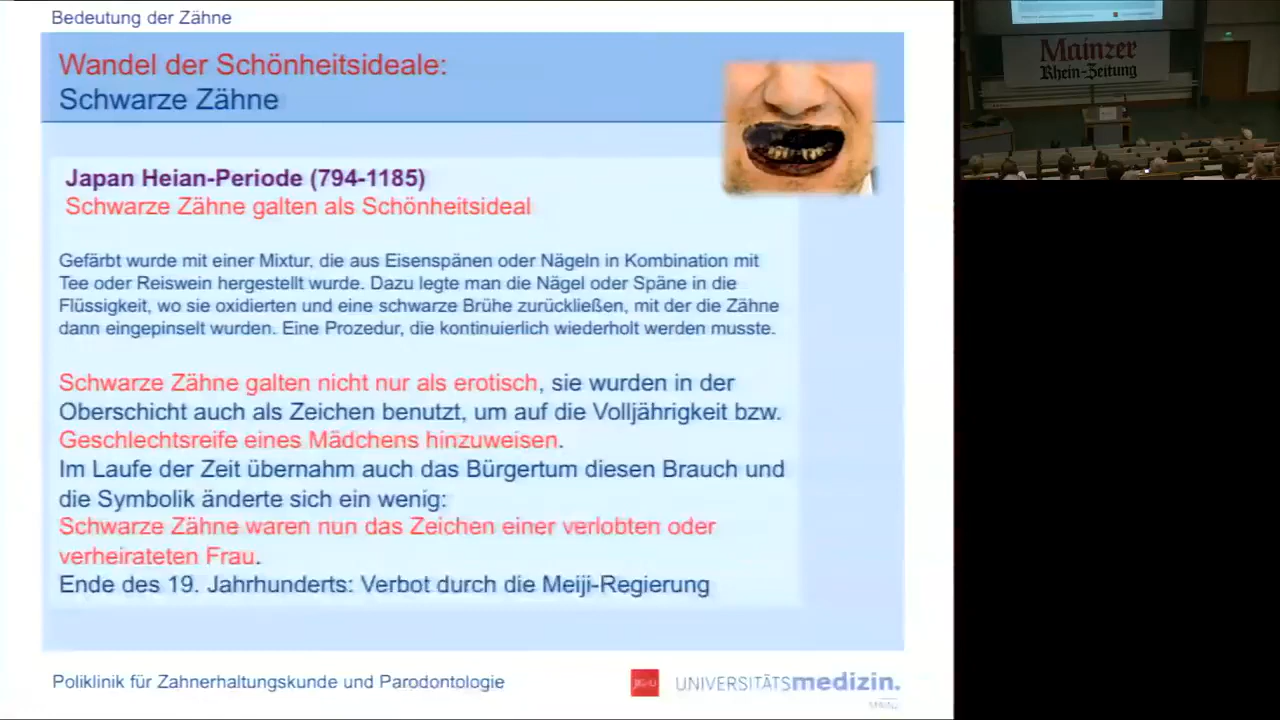 Bedeutung der Zähne
Wandel der Schönheitsideale:
Schwarze Zähne
Japan Heian-Periode (794-1185)
Schwarze Zähne galten als Schönheitsideal
Gefärbt wurde mit einer Mixtur, die aus Eisenspänen oder Nägeln in Kombination mit
Tee oder Reiswein hergestellt wurde. Dazu legte man die Nägel oder Späne in die
Flüssigkeit, wo sie oxidierten und eine schwarze Brühe zurückließen, mit der die Zähne
dann eingepinselt wurden. Eine Prozedur, die kontinuierlich wiederholt werden musste.
Schwarze Zähne galten nicht nur als erotisch, sie wurden in der
Oberschicht auch als Zeichen benutzt, um auf die Volljährigkeit bzw.
Geschlechtsreife eines Mädchens hinzuweisen.
Im Laufe der Zeit übernahm auch das Bürgertum diesen Brauch und
die Symbolik änderte sich ein wenig:
Schwarze Zähne waren nun das Zeichen einer verlobten oder
verheirateten Frau.
Ende des 19. Jahrhunderts: Verbot durch die Meiji-Regierung
Poliklinik für Zahnerhaltungskunde und Parodontologie
JG|U UNIVERSITÄTSmedizin.
MAINZ
Mainzer
Rhein-Zeitung